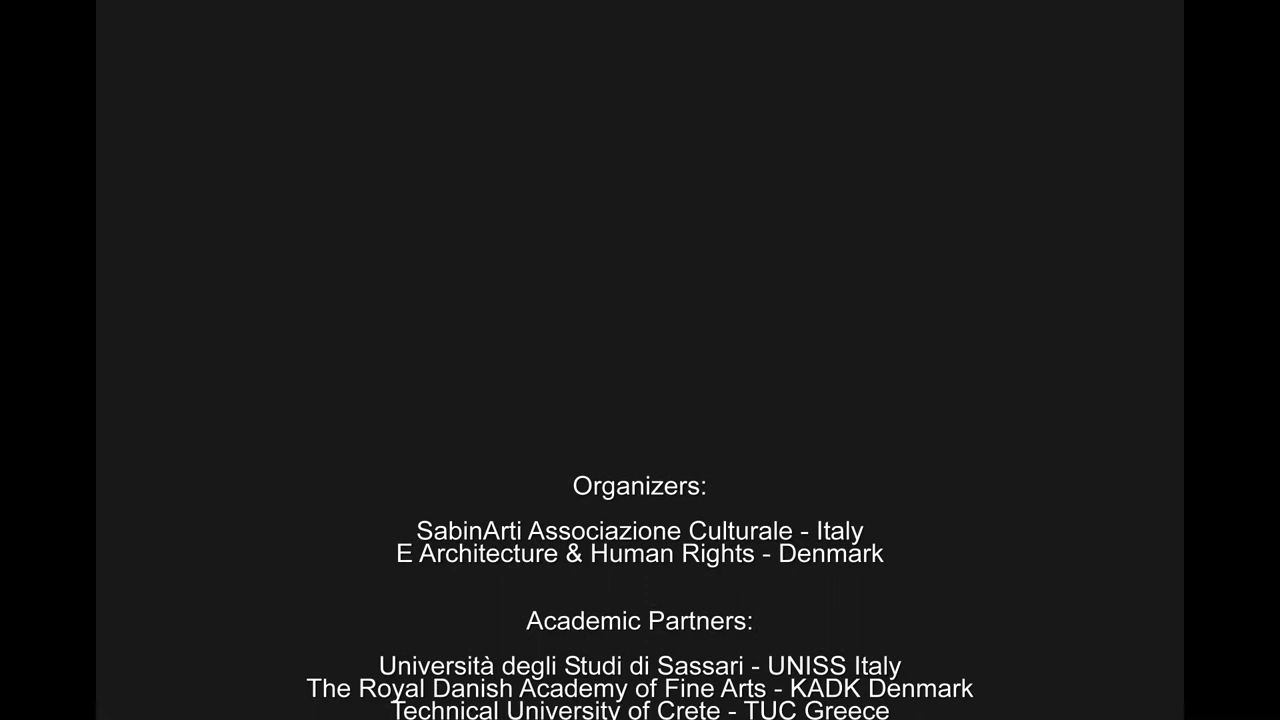 Organizers:
SabinArti Associazione Culturale - Italy
E Architecture & Human Rights - Denmark
Academic Partners:
Università degli Studi di Sassari - UNISS Italy
The Royal Danish Academy of Fine Arts - KADK Denmark
Technical University of Crete - TUC Greece